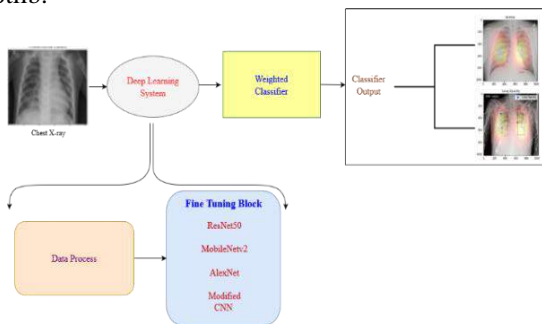 Deep Learning
System
Weighted
Classifier
Classifier
Output
Chest X-ray
Fine Tuning Block
ResNet50
MobileNetv2
AlexNet
Modified
CNN
Data Process